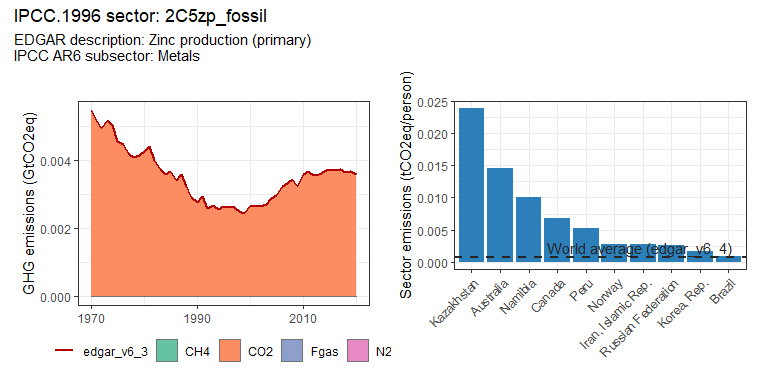 IPCC.1996 sector: 2C5zp_fossil
EDGAR description: Zinc production (primary)
IPCC AR6 subsector: Metals
GHG emissions (GtCO2eq)
0.004
0.002
0.000
1970
1990
2010
edgar_v6_3
CH4
CO2
Fgas
N2
Sector emissions (tCO2eq/person)
0.025
0.020
0.015
0.010
0.005
0.000
World average (edgar_v6_4)
Kazakhstan
Australia
Namibia
Canada
Peru
Norway
Iran, Islamic Rep.
Russian Federation
Korea, Rep.
Brazil